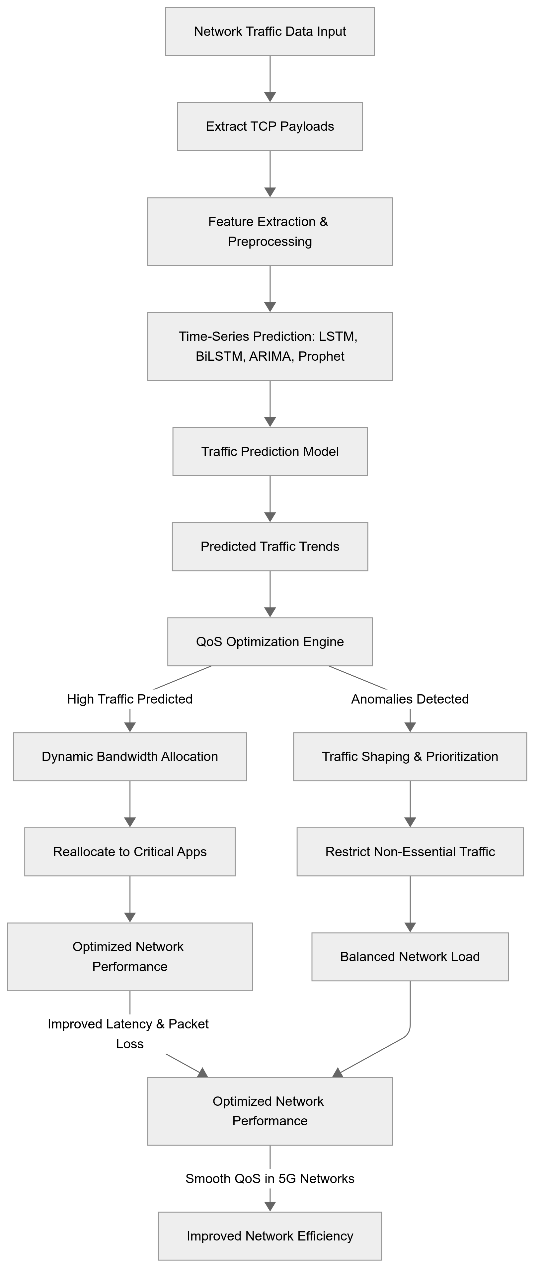 Network Traffic Data Input
Extract TCP Payloads
Feature Extraction &
Preprocessing
Time-Series Prediction: LSTM,
BiLSTM, ARIMA, Prophet
Traffic Prediction Model
Predicted Traffic Trends
QoS Optimization Engine
High Traffic Predicted
Anomalies Detected
Dynamic Bandwidth Allocation
Traffic Shaping & Prioritization
Reallocate to Critical Apps
Restrict Non-Essential Traffic
Optimized Network
Performance
Balanced Network Load
Improved Latency & Packet
Loss
Optimized Network
Performance
Smooth QoS in 5G Networks
Improved Network Efficiency